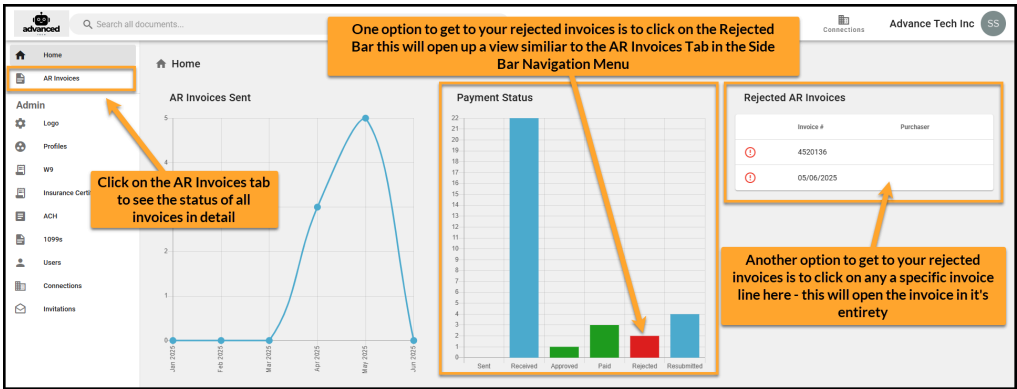 advanced
Search all documents...
Connections
Advance Tech Inc
SS
One option to get to your rejected invoices is to click on the Rejected
Bar this will open up a view similiar to the AR Invoices Tab in the Side
Bar Navigation Menu
Home
AR Invoices
Admin
Logo
Profiles
W9
Insurance Certi
ACH
1099s
Users
Connections
Invitations
Home
AR Invoices Sent
5
4
2
1
0
Jan 2025
Feb 2025
Mar 2025
Apr 2025
May 2025
Jun 2025
Click on the AR Invoices tab
to see the status of all
invoices in detail
Payment Status
22
21
20
19
18
17
16
15
14
13
12
11
10
9
8
7
6
5
4
3
2
1
0
Sent
Received
Approved
Paid
Rejected
Resubmitted
Rejected AR Invoices
Invoice # Purchaser
4520136
05/06/2025
Another option to get to your rejected
invoices is to click on any a specific invoice
line here - this will open the invoice in it's
entirety